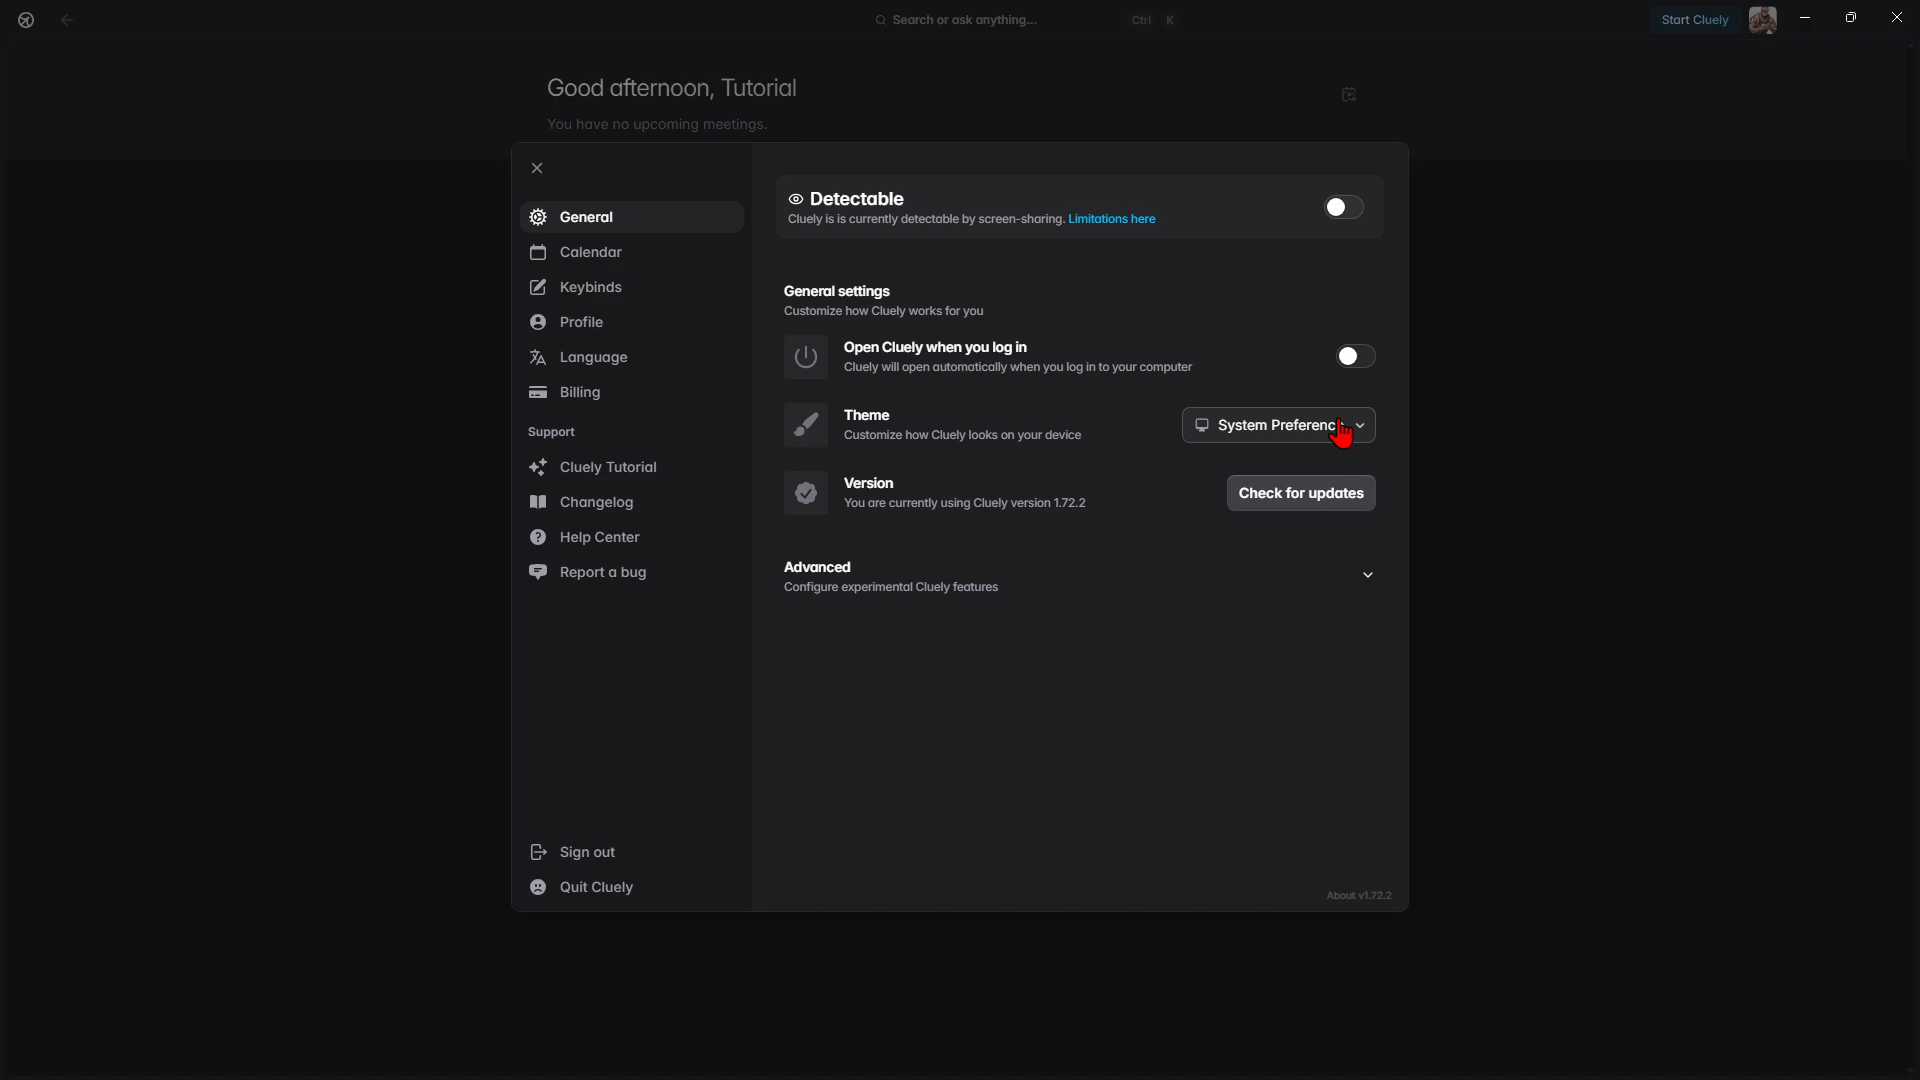 Search or ask anything... Ctrl K
Start Cluely
Good afternoon, Tutorial
You have no upcoming meetings.
General
Calendar
Keybinds
Profile
Language
Billing
Support
Cluely Tutorial
Changelog
Help Center
Report a bug
Sign out
Quit Cluely
Detectable
Cluely is is currently detectable by screen-sharing. Limitations here
General settings
Customize how Cluely works for you
Open Cluely when you log in
Cluely will open automatically when you log in to your computer
Theme
Customize how Cluely looks on your device
System Preference
Version
You are currently using Cluely version 1.72.2
Check for updates
Advanced
Configure experimental Cluely features
About v1.72.2